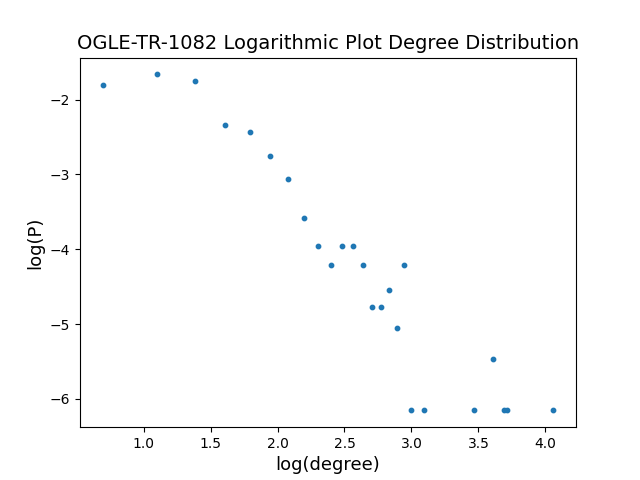 OGLE-TR-1082 Logarithmic Plot Degree Distribution
−2
−3
−4
−5
−6
log(P)
1.0 1.5 2.0 2.5 3.0 3.5 4.0
log(degree)